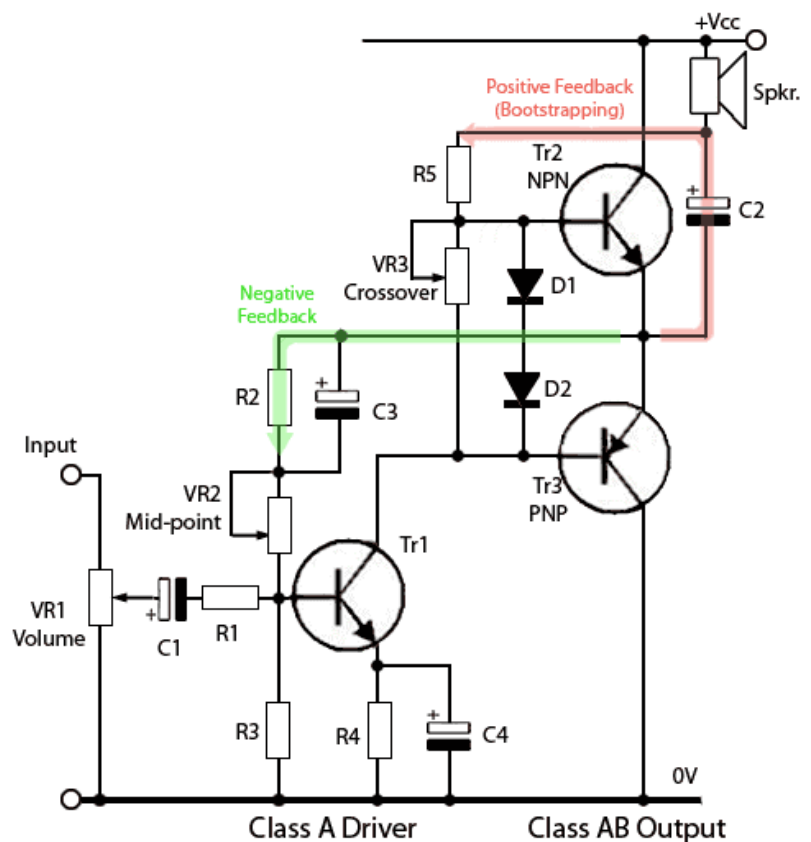 +Vcc
Positive Feedback
(Bootstrapping)
Spkr.
Tr2
NPN
R5
+
C2
VR3
Crossover
D1
Negative
Feedback
R2
+
C3
D2
Input
VR2
Mid-point
Tr3
PNP
Tr1
VR1
Volume
+
C1
R1
R3
R4
+
C4
0V
Class A Driver
Class AB Output